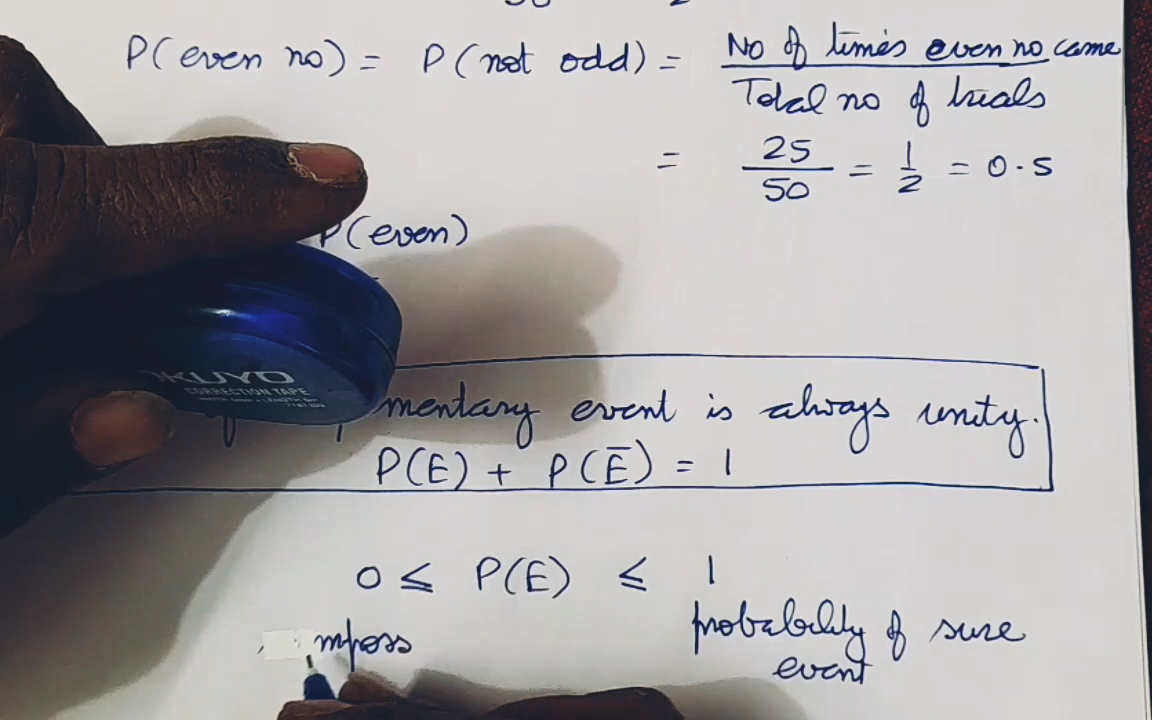 P(even no) = P(not odd) = No of times even no came
Total no of trials
= 25/50 = 1/2 = 0.5
P(even)
KUYO
CORRECTION TAPE
mentary event is always unity.
P(E) + P(Ē) = 1
0 ≤ P(E) ≤ 1
mposs
probability of sure
event